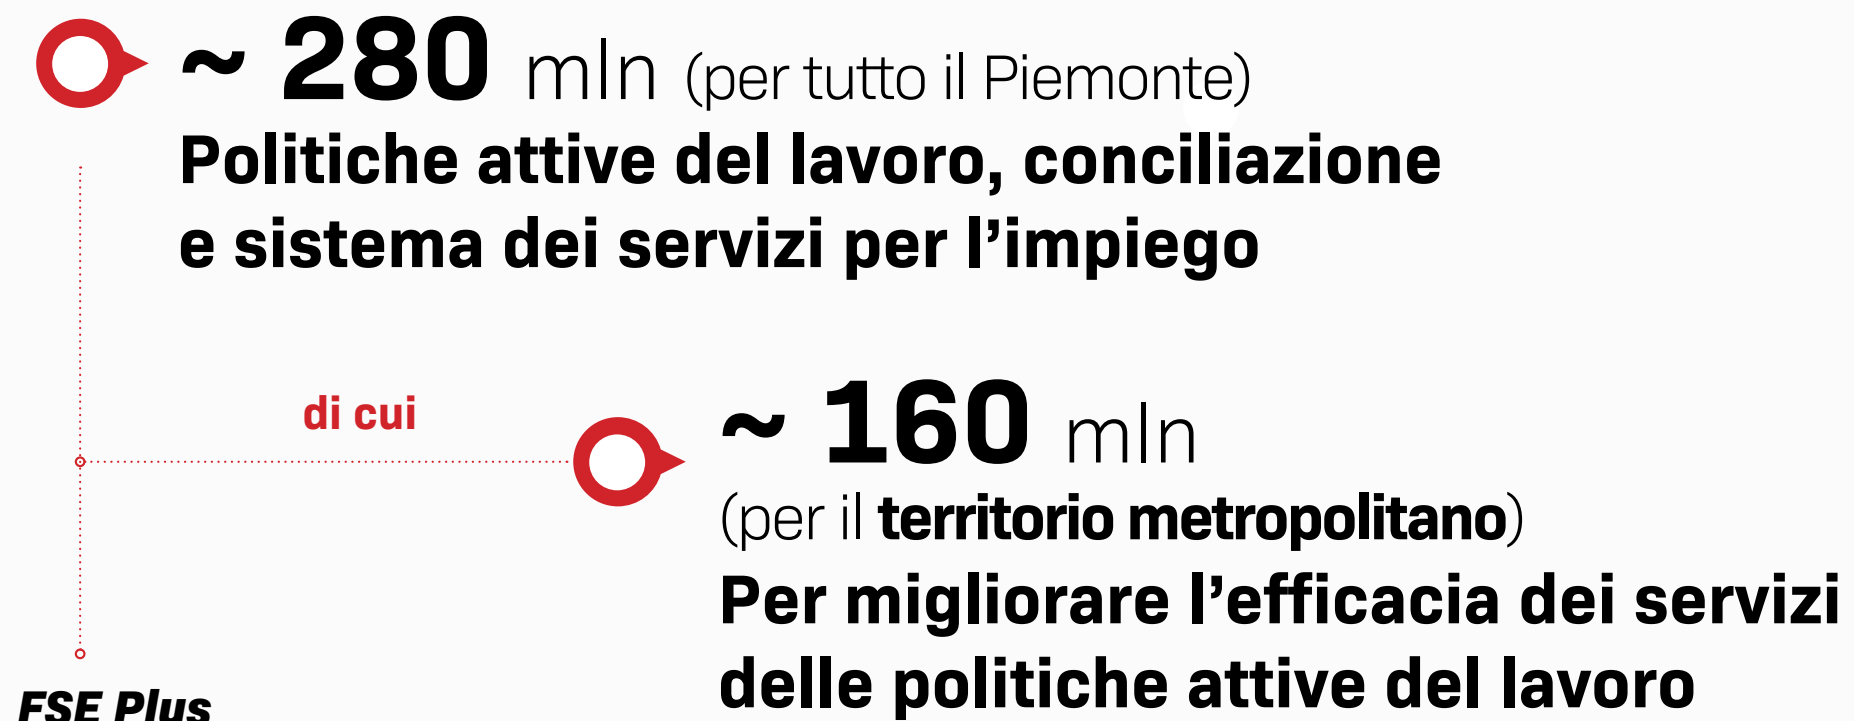 ~ 280 mln (per tutto il Piemonte)
Politiche attive del lavoro, conciliazione
e sistema dei servizi per l’impiego
di cui
~ 160 mln
(per il territorio metropolitano)
Per migliorare l’efficacia dei servizi
delle politiche attive del lavoro
FSE Plus